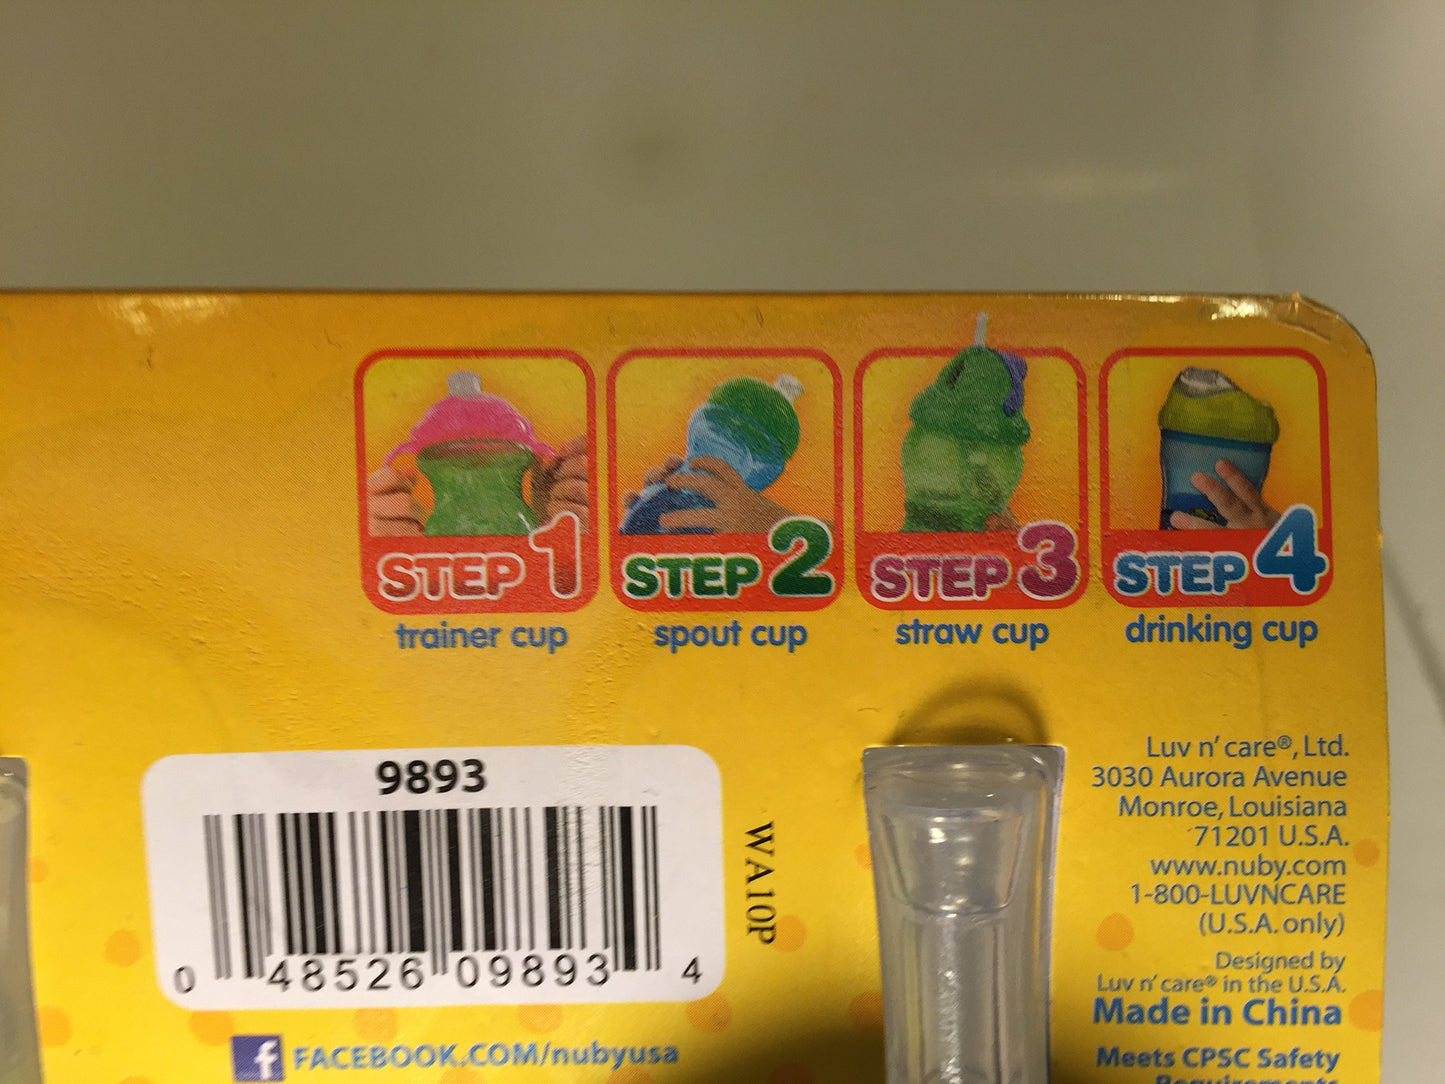 STEP 1
trainer cup
STEP 2
spout cup
STEP 3
straw cup
STEP 4
drinking cup
9893
0 48526 09893 4
WA10P
f FACEBOOK.COM/nubyusa
Luv n' care®, Ltd.
3030 Aurora Avenue
Monroe, Louisiana
71201 U.S.A.
www.nuby.com
1-800-LUVNCARE
(U.S.A. only)
Designed by
Luv n' care® in the U.S.A.
Made in China
Meets CPSC Safety